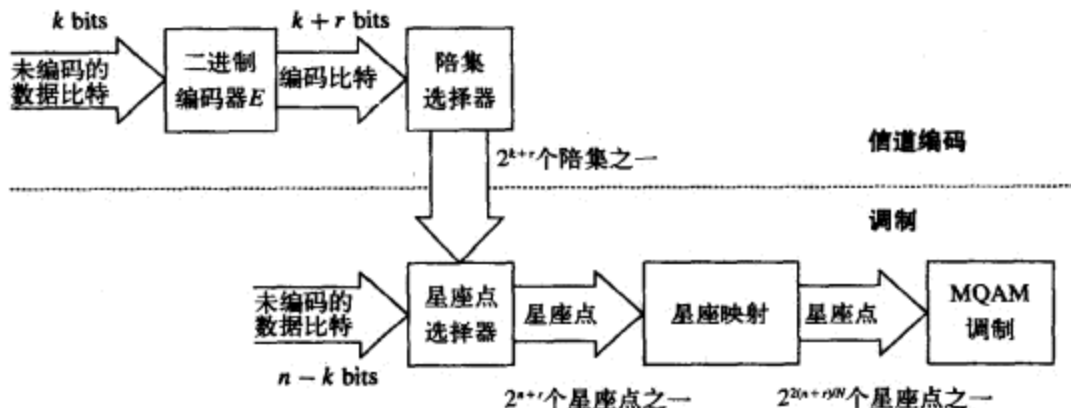 k bits
k + r bits
未编码的
数据比特
二进制
编码器E
编码比特
陪集
选择器
2^{k+r}个陪集之一
信道编码
调制
未编码的
数据比特
n − k bits
星座点
选择器
星座点
2^{n+r}个星座点之一
星座映射
星座点
2^{2(n+r)/N}个星座点之一
MQAM
调制